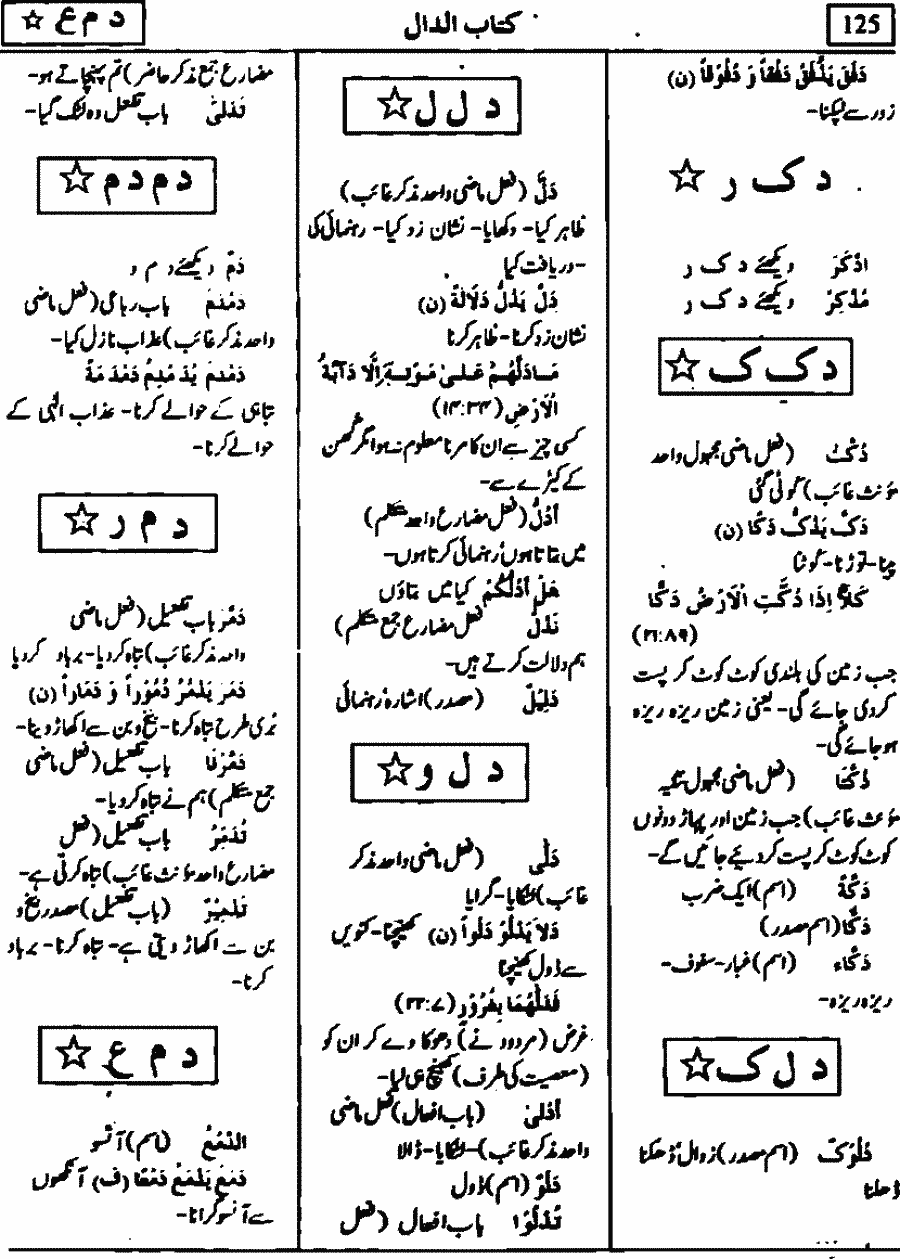 125
کتاب الدال
د م ع ☆
دَفَقَ يَدْفُقُ دَفْقاً وَ دُفُوْقاً (ن)
زور سے ٹپکنا-
د ک ر ☆
اذَّكَرَ دیکھئے د ک ر
مُدَّكِرْ دیکھئے د ک ر
د ک ک ☆
دُكَّتْ (فعل ماضی مجہول واحد
مؤنث غائب) کوٹی گئی
دَكَّ يَدُكُّ دَكًّا (ن)
پیٹنا-توڑنا-کوٹنا
كَلَّا اِذَا دُكَّتِ الْاَرْضُ دَكًّا
(۲۱:۸۹)
جب زمین کی بلندی کوٹ کوٹ کر پست
کردی جائے گی- یعنی زمین ریزہ ریزہ
ہوجائے گی-
دُكَّتَا (فعل ماضی مجہول تثنیہ
مؤنث غائب) جب زمین اور پہاڑ دونوں
کوٹ کوٹ کر پست کردیئے جائیں گے-
دَكَّةً (اسم) ایک ضرب
دَكًّا (اسم مصدر)
دَكَّاء (اسم) غبار-سفوف-
ریزہ ریزہ-
د ل ک ☆
دُلُوْکٌ (اسم مصدر) زوال ڈھلنا
ڈھلنا
د ل ل ☆
دَلَّ (فعل ماضی واحد مذکر غائب)
ظاہر کیا- دکھایا- نشان زد کیا- رہنمائی کی
-دریافت کیا
دَلَّ يَدُلُّ دَلَالَةً (ن)
نشان زد کرنا- ظاہر کرنا
مَادَلَّهُمْ عَلىٰ مَوْتِهٖ اِلَّا دَآبَّةُ
الْاَرْضِ (۱۴:۳۴)
کسی چیز سے ان کا مرنا معلوم نہ ہوا مگر گھن
کے کیڑے سے-
اَدُلُّ (فعل مضارع واحد متکلم)
میں بتاتا ہوں رہنمائی کرتا ہوں-
هَلْ اَدُلُّكُمْ کیا میں بتاؤں
نَدُلُّ فعل مضارع جمع متکلم)
ہم دلالت کرتے ہیں-
دَلِيْلٌ (مصدر) اشارہ رہنمائی
د ل و ☆
دَلّٰى (فعل ماضی واحد مذکر
غائب) لٹکایا-گرایا
دَلَا يَدْلُوْ دَلْواً (ن) کھینچنا-کنویں
سے ڈول کھینچنا
فَدَلّٰهُمَا بِغُرُوْرٍ (۲۲:۷)
غرض (مردود نے) دھوکا دے کر ان کو
(معصیت کی طرف) کھینچ ہی لیا-
اَدْلىٰ (باب افعال) فعل ماضی
واحد مذکر غائب)- لٹکایا- ڈالا
دَلْوٌ (اسم) ڈول
تُدْلُوْا باب افعال (فعل
مضارع جمع مذکر حاضر) تم پہنچاتے ہو-
تَدَلىٰ باب تفعل وہ لٹک گیا-
د م د م ☆
دَمْ دیکھئے د م و
دَمْدَمَ باب رباعی (فعل ماضی
واحد مذکر غائب) عذاب نازل کیا-
دَمْدَمَ يُدَمْدِمُ دَمْدَمَةً
تباہی کے حوالے کرنا- عذاب الٰہی کے
حوالے کرنا-
د م ر ☆
دَمَّرَ باب تفعیل (فعل ماضی
واحد مذکر غائب) تباہ کردیا- برباد کردیا
دَمَرَ يَدْمُرُ دُمُوْراً وَ دَمَاراً (ن)
بُری طرح تباہ کرنا- بیخ و بن سے اکھاڑ دینا-
دَمَّرْنَا باب تفعیل (فعل ماضی
جمع متکلم) ہم نے تباہ کردیا-
تُدَمِّرُ باب تفعیل (فعل
مضارع واحد مؤنث غائب) تباہ کرتی ہے-
تَدْمِيْرٌ (باب تفعیل) مصدر بیخ و
بن سے اکھاڑ دیتی ہے- تباہ کرنا- برباد
کرنا-
د م ع ☆
الدَّمْعُ (اسم) آنسو
دَمَعَ يَدْمَعُ دَمْعًا (ف) آنکھوں
سے آنسو گرانا-